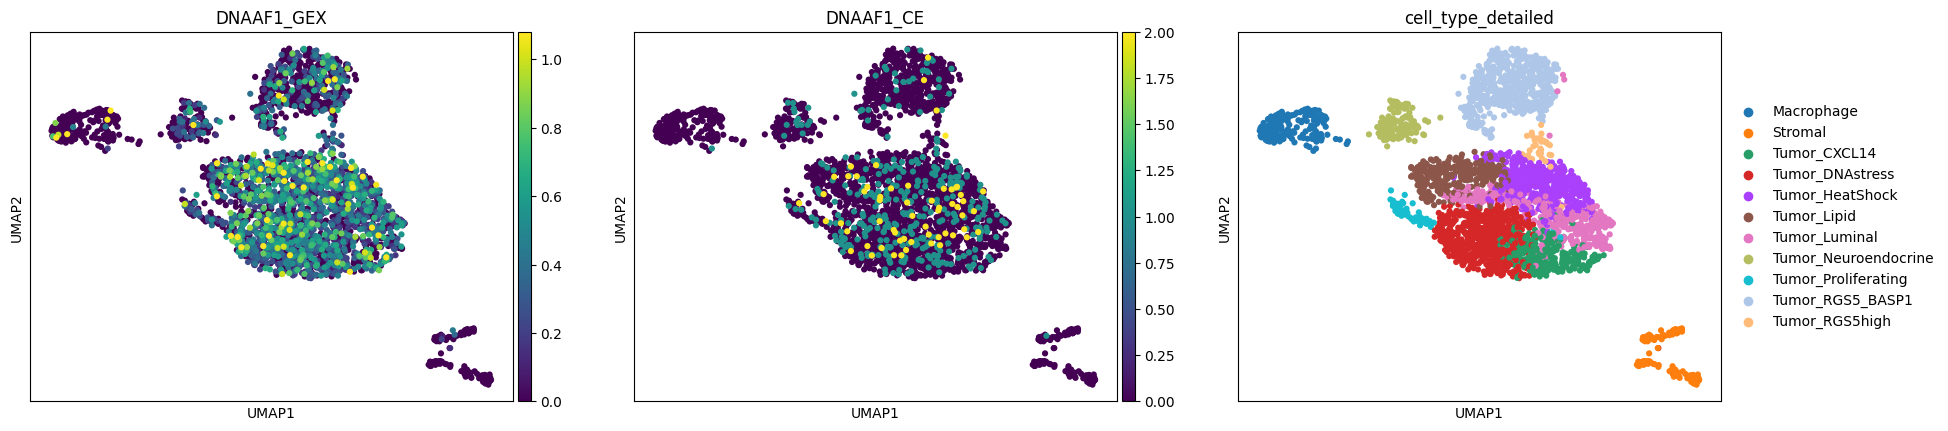 DNAAF1_GEX
UMAP2
UMAP1
1.0
0.8
0.6
0.4
0.2
0.0
DNAAF1_CE
UMAP2
UMAP1
2.00
1.75
1.50
1.25
1.00
0.75
0.50
0.25
0.00
cell_type_detailed
UMAP2
UMAP1
Macrophage
Stromal
Tumor_CXCL14
Tumor_DNAstress
Tumor_HeatShock
Tumor_Lipid
Tumor_Luminal
Tumor_Neuroendocrine
Tumor_Proliferating
Tumor_RGS5_BASP1
Tumor_RGS5high